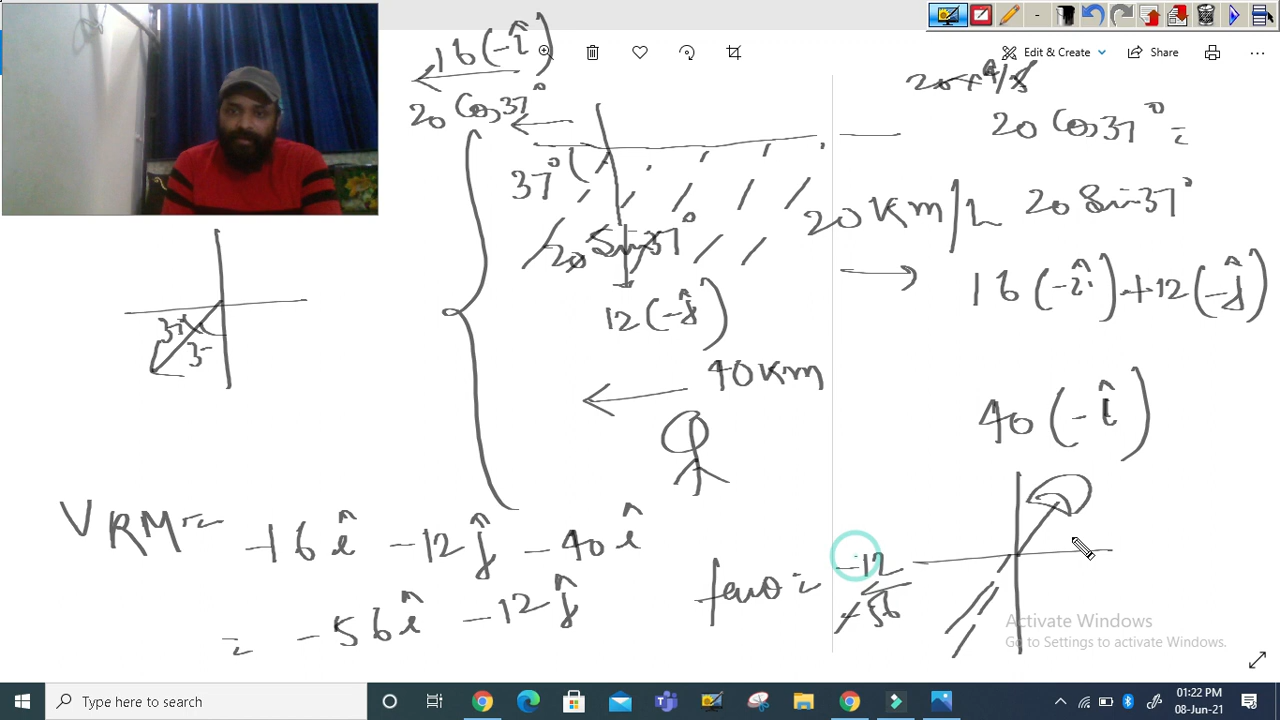 Edit & Create
Share
16(-î)
20 Cos37°
37°
20 Sin37°
12(-ĵ)
40 Km
20 Cos37° =
20 Km/h
20 Sin37°
16(-î)+12(-ĵ)
40(-î)
37
VRM=
-16î -12ĵ -40î
= -56î -12ĵ
tanθ =
-12
-56
Activate Windows
Go to Settings to activate Windows.
Type here to search
01:22 PM
08-Jun-21